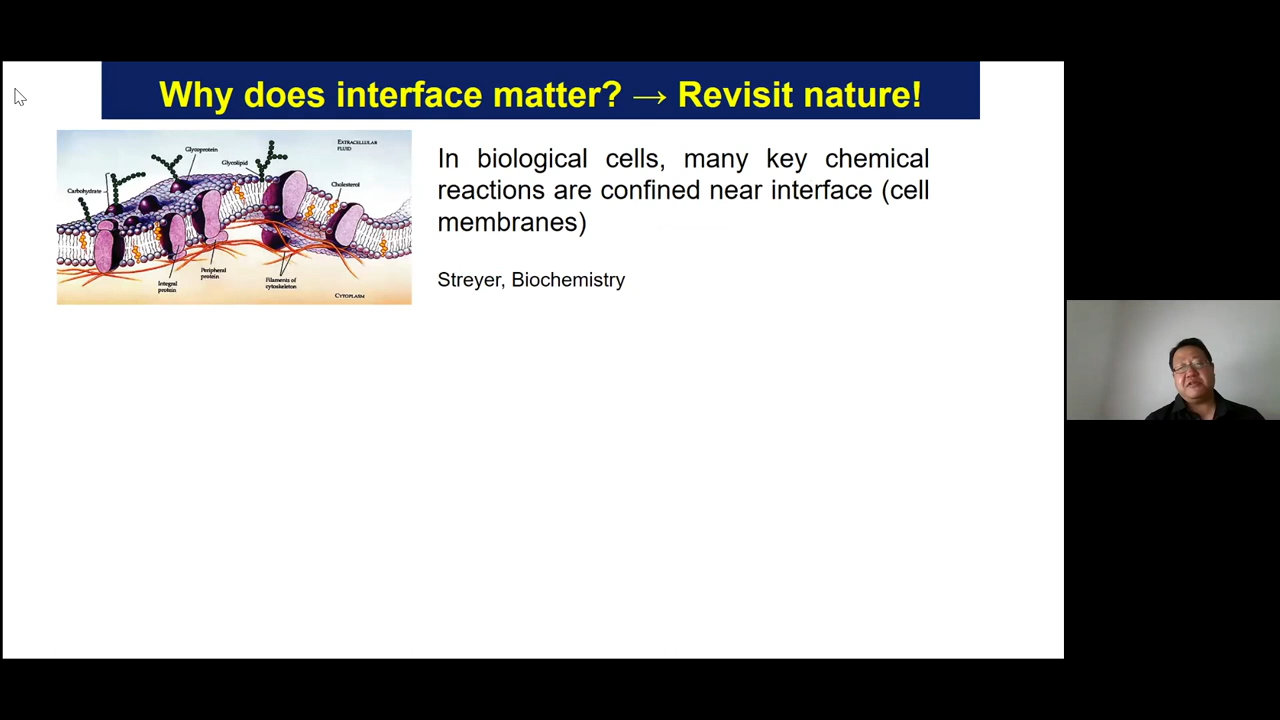 Why does interface matter? → Revisit nature!
Glycoprotein
EXTRACELLULAR
FLUID
Glycolipid
Carbohydrate
Cholesterol
Integral
protein
Peripheral
protein
Filaments of
cytoskeleton
CYTOPLASM
In biological cells, many key chemical
reactions are confined near interface (cell
membranes)
Streyer, Biochemistry